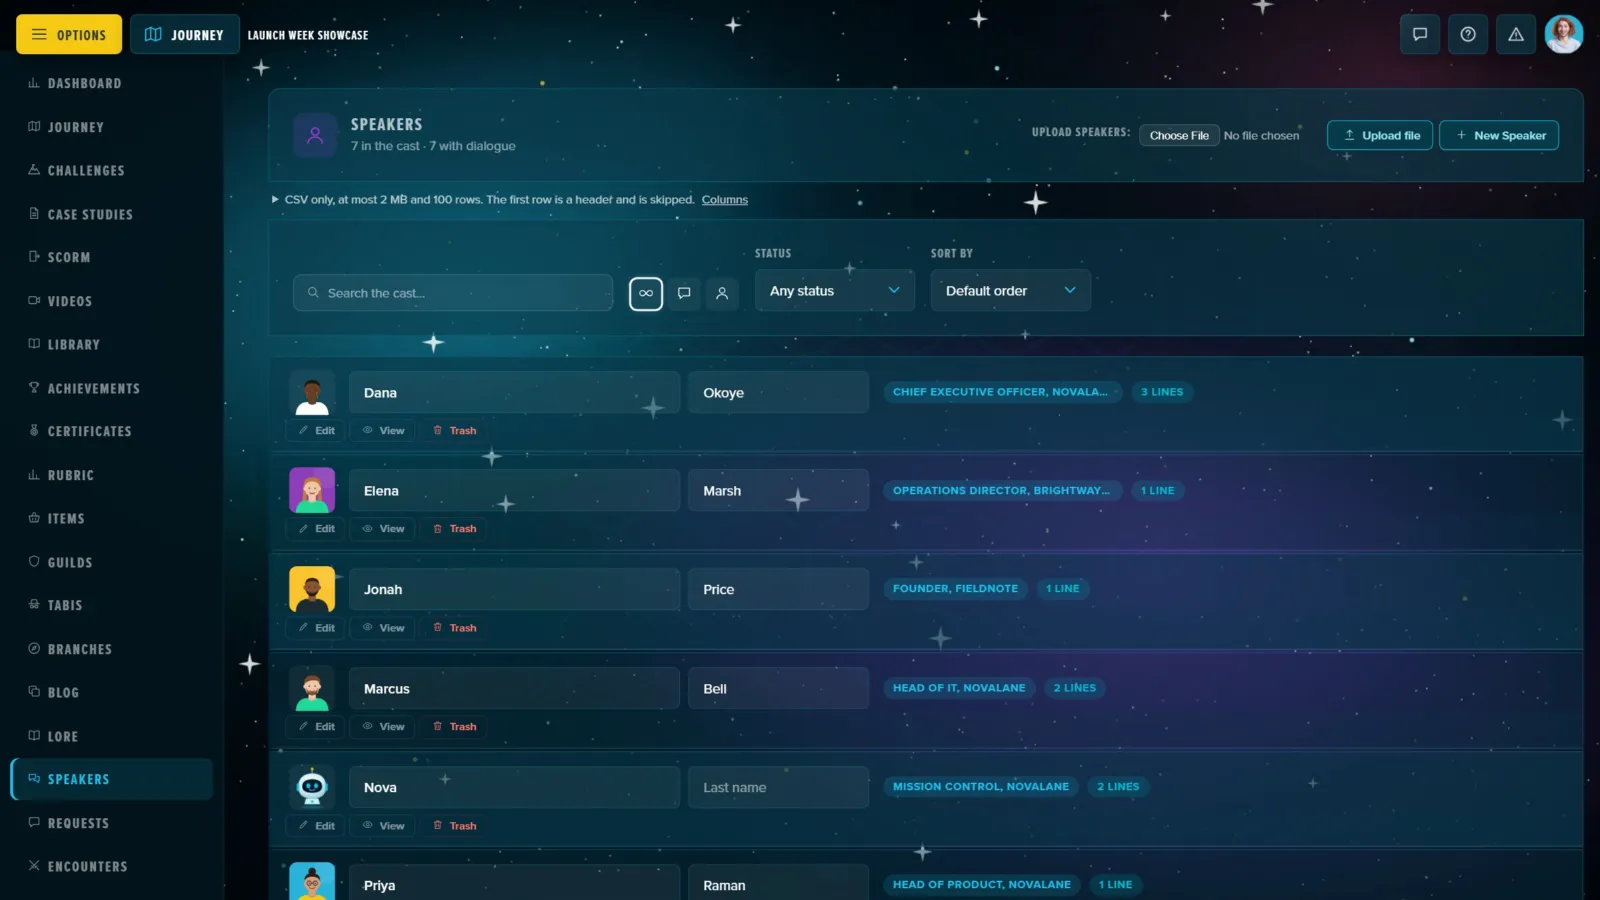 OPTIONS
JOURNEY
LAUNCH WEEK SHOWCASE
DASHBOARD
JOURNEY
CHALLENGES
CASE STUDIES
SCORM
VIDEOS
LIBRARY
ACHIEVEMENTS
CERTIFICATES
RUBRIC
ITEMS
GUILDS
TABIS
BRANCHES
BLOG
LORE
SPEAKERS
REQUESTS
ENCOUNTERS
SPEAKERS
7 in the cast · 7 with dialogue
UPLOAD SPEAKERS:
Choose File No file chosen
Upload file
New Speaker
CSV only, at most 2 MB and 100 rows. The first row is a header and is skipped. Columns
Search the cast...
STATUS
Any status
SORT BY
Default order
Dana Okoye CHIEF EXECUTIVE OFFICER, NOVALA... 3 LINES
Edit View Trash
Elena Marsh OPERATIONS DIRECTOR, BRIGHTWAY... 1 LINE
Edit View Trash
Jonah Price FOUNDER, FIELDNOTE 1 LINE
Edit View Trash
Marcus Bell HEAD OF IT, NOVALANE 2 LINES
Edit View Trash
Nova Last name MISSION CONTROL, NOVALANE 2 LINES
Edit View Trash
Priya Raman HEAD OF PRODUCT, NOVALANE 1 LINE